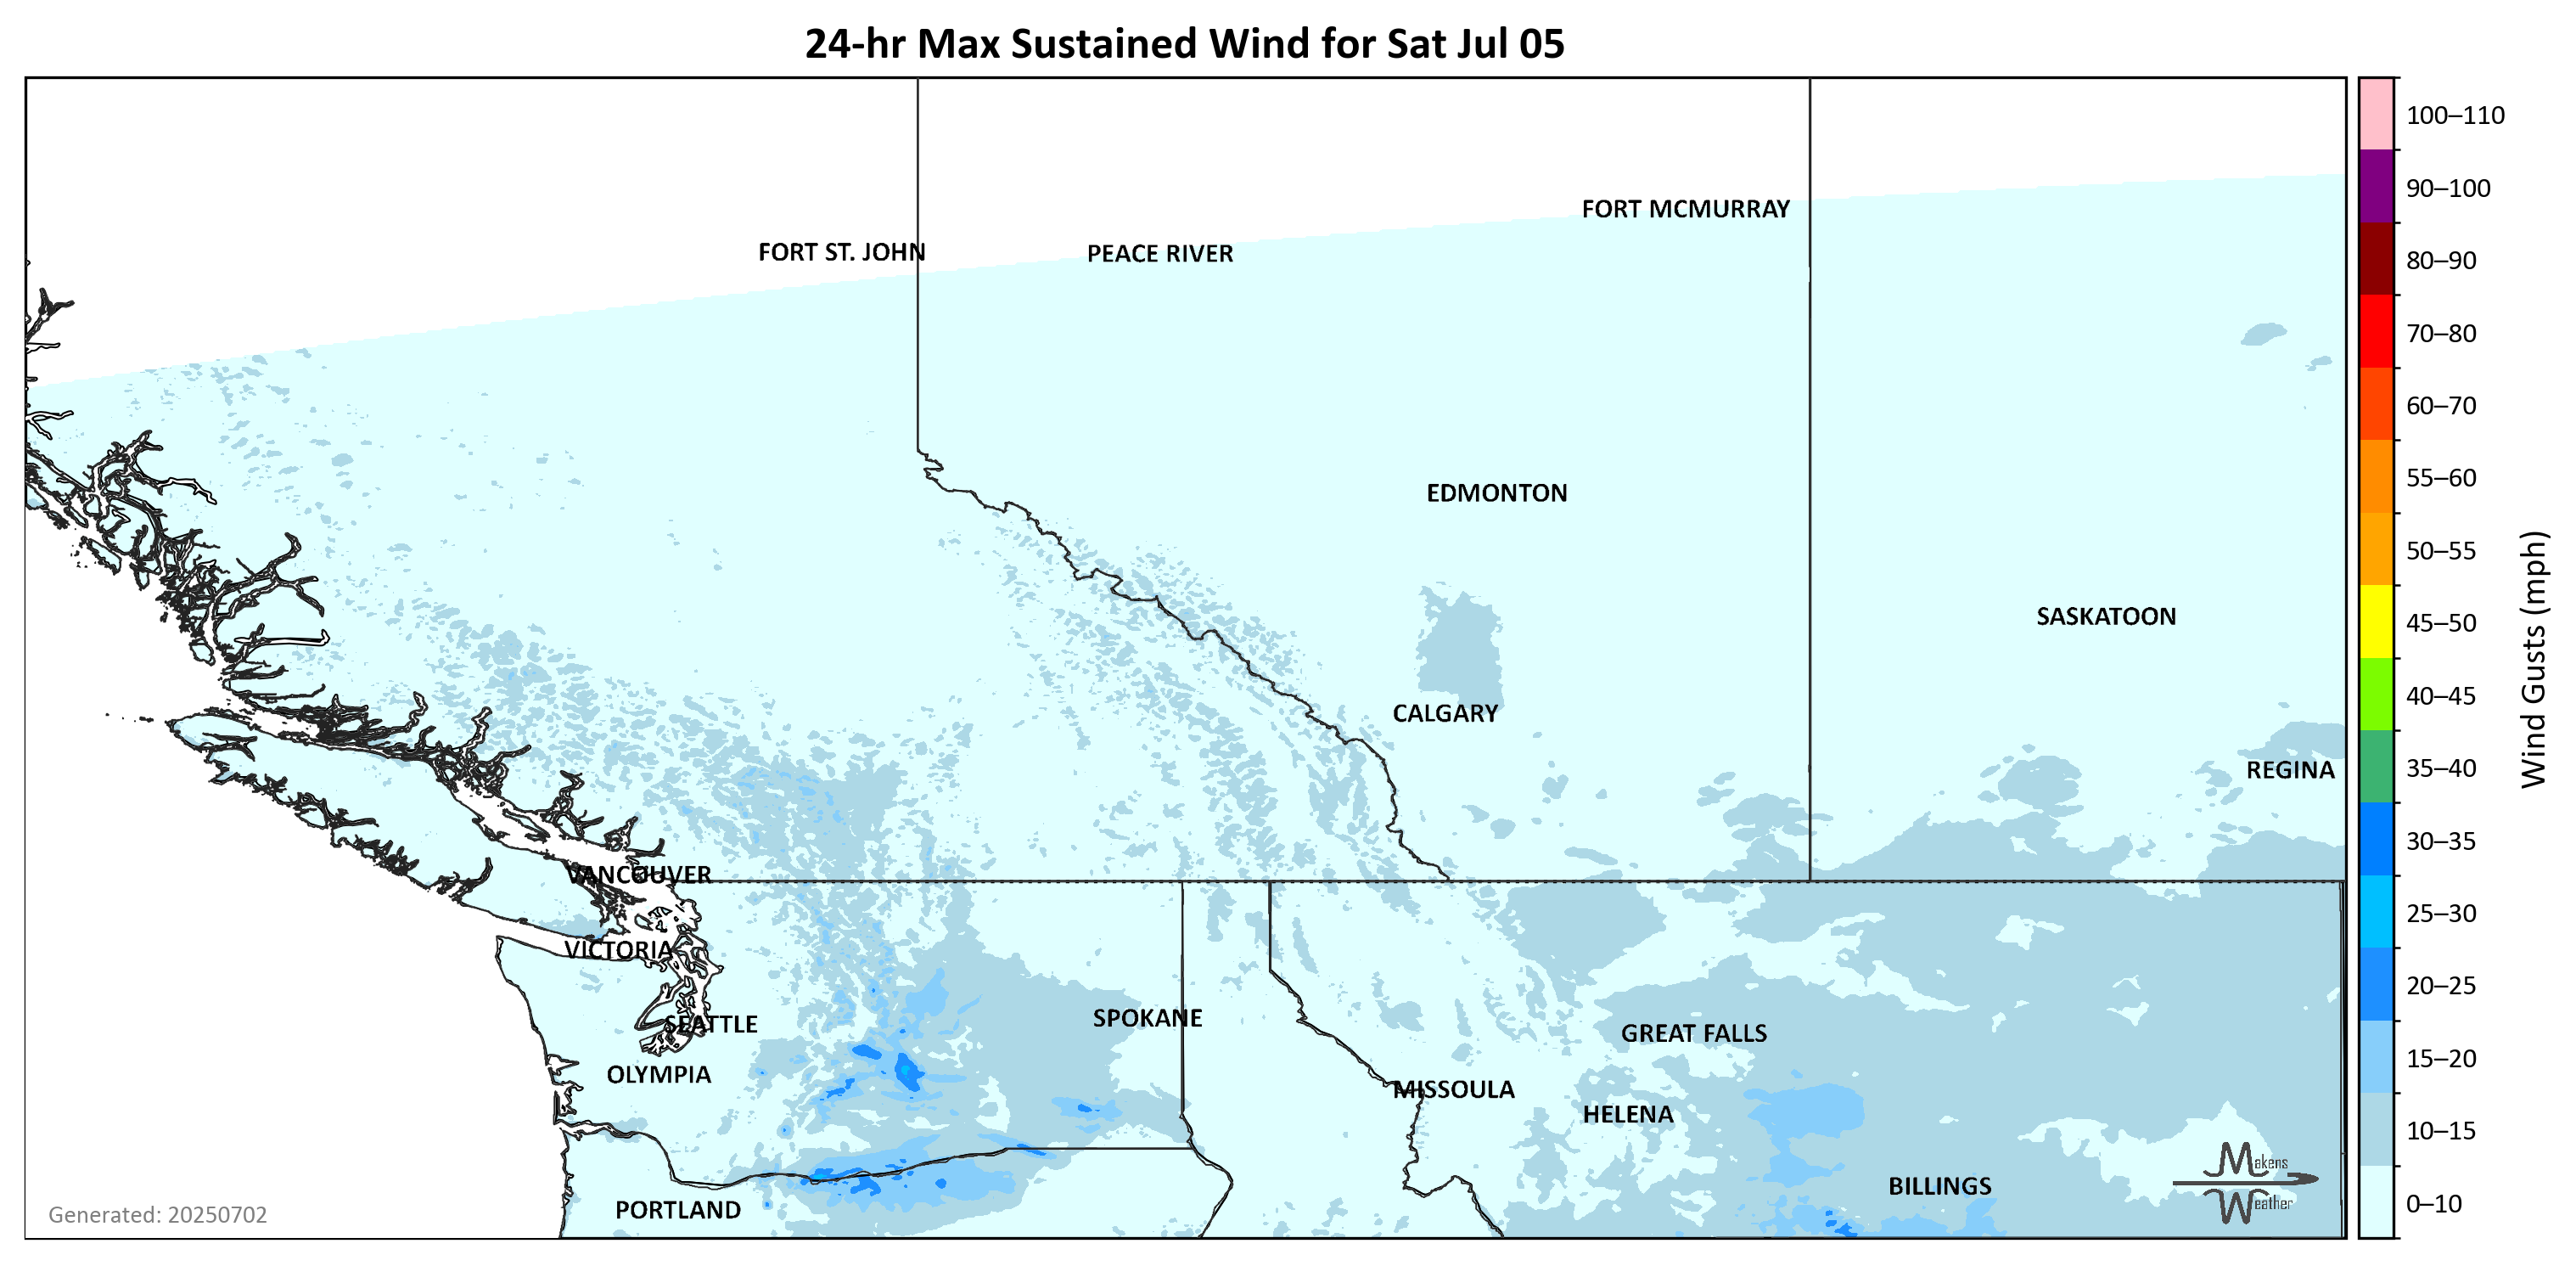 24-hr Max Sustained Wind for Sat Jul 05
FORT MCMURRAY
FORT ST. JOHN
PEACE RIVER
EDMONTON
SASKATOON
CALGARY
REGINA
VANCOUVER
VICTORIA
SEATTLE
SPOKANE
GREAT FALLS
OLYMPIA
MISSOULA
HELENA
BILLINGS
PORTLAND
Makens
Weather
Generated: 20250702
100–110
90–100
80–90
70–80
60–70
55–60
50–55
45–50
40–45
35–40
30–35
25–30
20–25
15–20
10–15
0–10
Wind Gusts (mph)